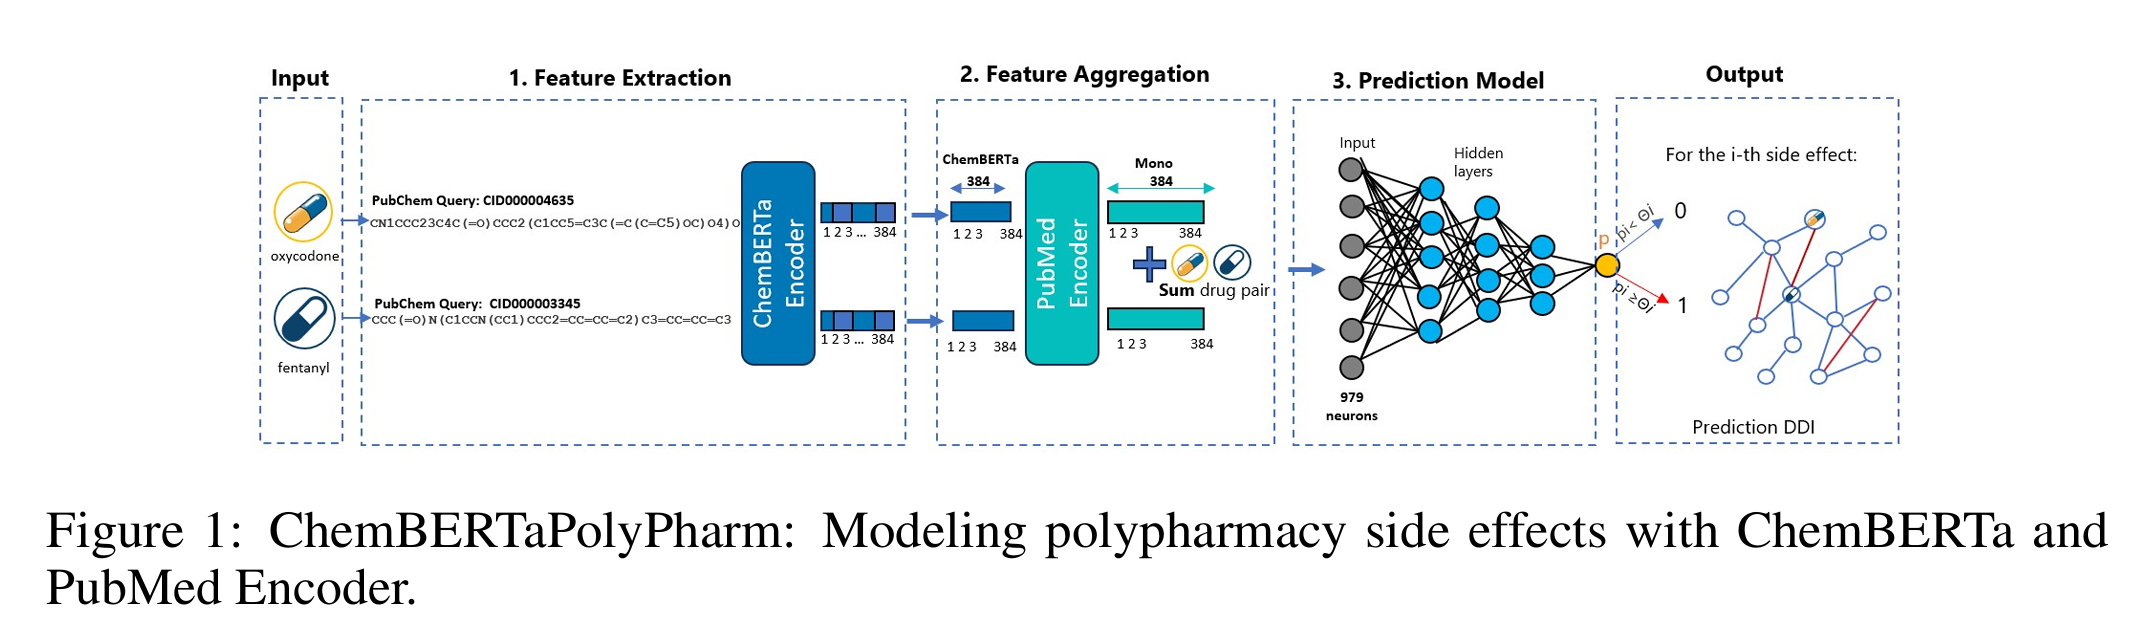 Input
1. Feature Extraction
2. Feature Aggregation
3. Prediction Model
Output
oxycodone
fentanyl
PubChem Query: CID000004635
CN1CCC23C4C(=O)CCC2(C1CC5=C3C(=C(C=C5)OC)O4)O
PubChem Query: CID000003345
CCC(=O)N(C1CCN(CC1)CCC2=CC=CC=C2)C3=CC=CC=C3
ChemBERTa
Encoder
1 2 3 ... 384
1 2 3 ... 384
ChemBERTa
384
1 2 3 384
1 2 3 384
PubMed
Encoder
Mono
384
1 2 3 384
Sum drug pair
1 2 3 384
Input
Hidden
layers
979
neurons
p
pi< Θi
0
pi ≥Θi
1
For the i-th side effect:
Prediction DDI
Figure 1: ChemBERTaPolyPharm: Modeling polypharmacy side effects with ChemBERTa and
PubMed Encoder.